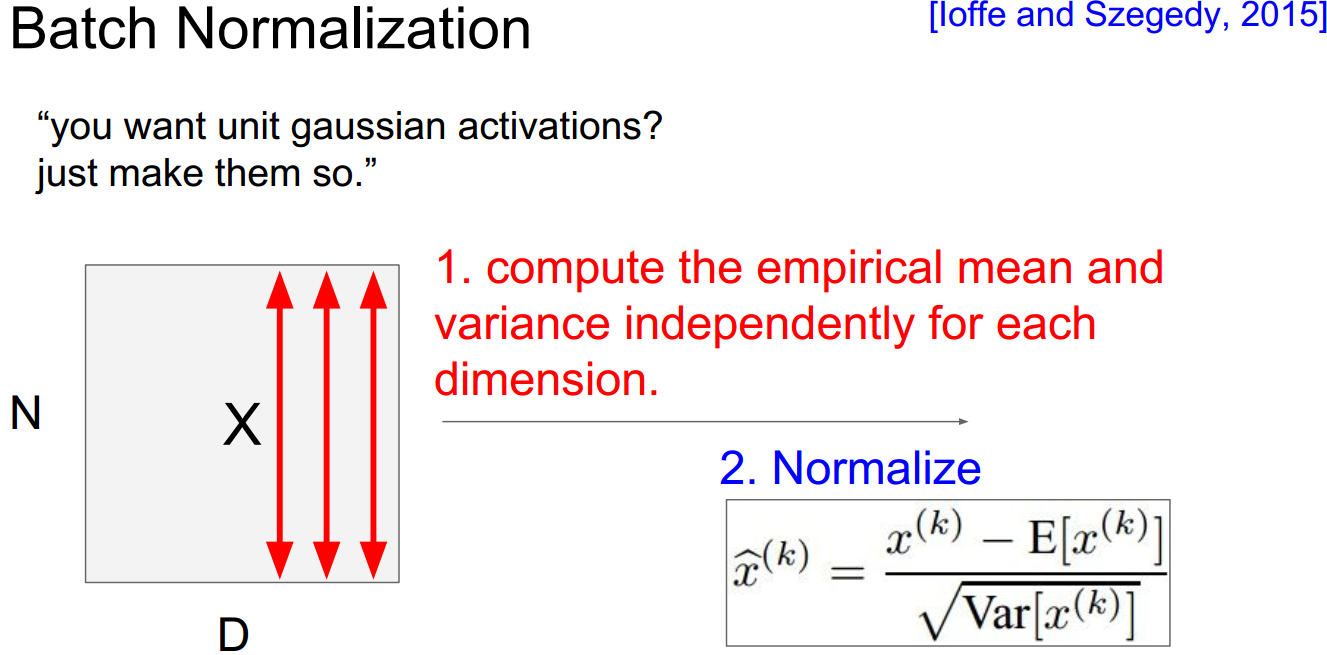 Batch Normalization
[Ioffe and Szegedy, 2015]
“you want unit gaussian activations?
just make them so.”
1. compute the empirical mean and
variance independently for each
dimension.
N
X
D
2. Normalize
x̂^(k) = (x^(k) − E[x^(k)]) / √(Var[x^(k)])